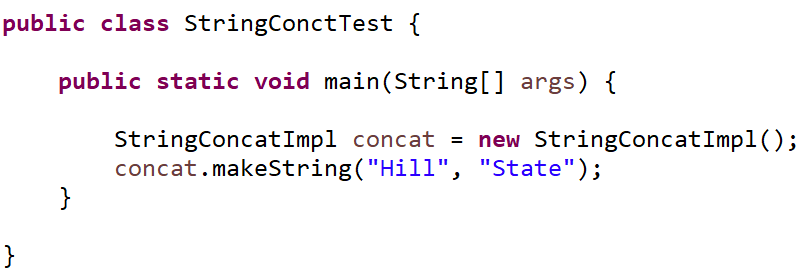 public class StringConctTest {
public static void main(String[] args) {
StringConcatImpl concat = new StringConcatImpl();
concat.makeString("Hill", "State");
}
}